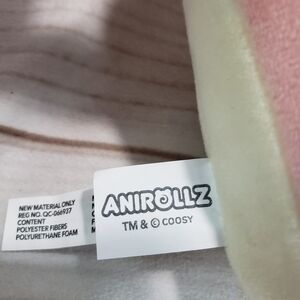 NEW MATERIAL ONLY
REG NO. QC-066937
CONTENT
POLYESTER FIBERS
POLYURETHANE FOAM
ANIROLLZ
TM & © COOSY